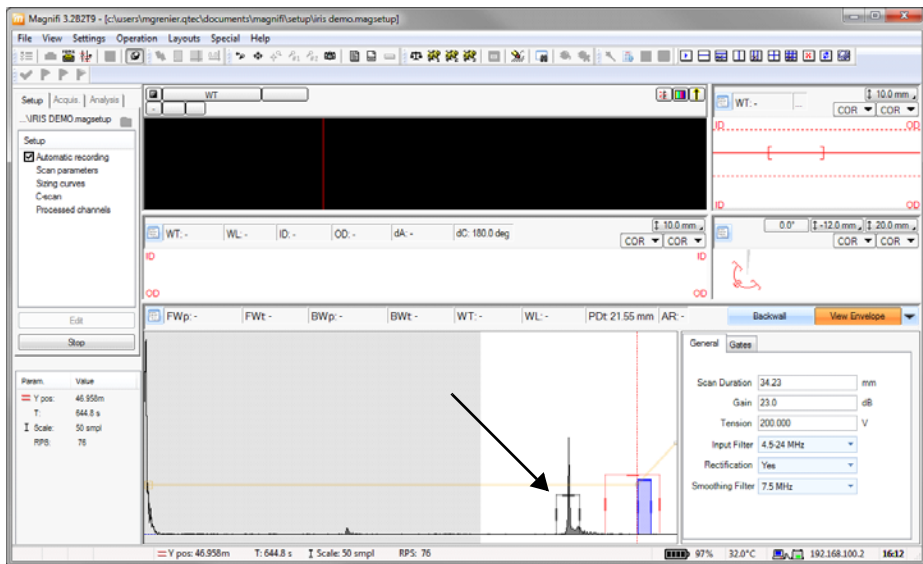 Magnifi 3.2B2T9 - [c:\users\mgrenier.qtec\documents\magnifi\setup\iris demo.magsetup]
File View Settings Operation Layouts Special Help
Setup Acquis. Analysis
...\IRIS DEMO.magsetup
Setup
Automatic recording
Scan parameters
Sizing curves
C-scan
Processed channels
Edit
Stop
Param. Value
Y pos: 46.958m
T: 644.8 s
Scale: 50 smpl
RPS: 76
WT
-
WT: - ... 10.0 mm
COR COR
ID OD
ID OD
WT: - WL: - ID: - OD: - dA: - dC: 180.0 deg 10.0 mm
COR COR
ID ID
OD OD
0.0° -12.0 mm 20.0 mm
COR COR
FWp: - FWt - BWp: - BWt - WT: - WL: - PDt 21.55 mm AR: - Backwall View Envelope
General Gates
Scan Duration 34.23 mm
Gain 23.0 dB
Tension 200.000 V
Input Filter 4.5-24 MHz
Rectification Yes
Smoothing Filter 7.5 MHz
Y pos: 46.958m T: 644.8 s Scale: 50 smpl RPS: 76 97% 32.0°C 192.168.100.2 16:12